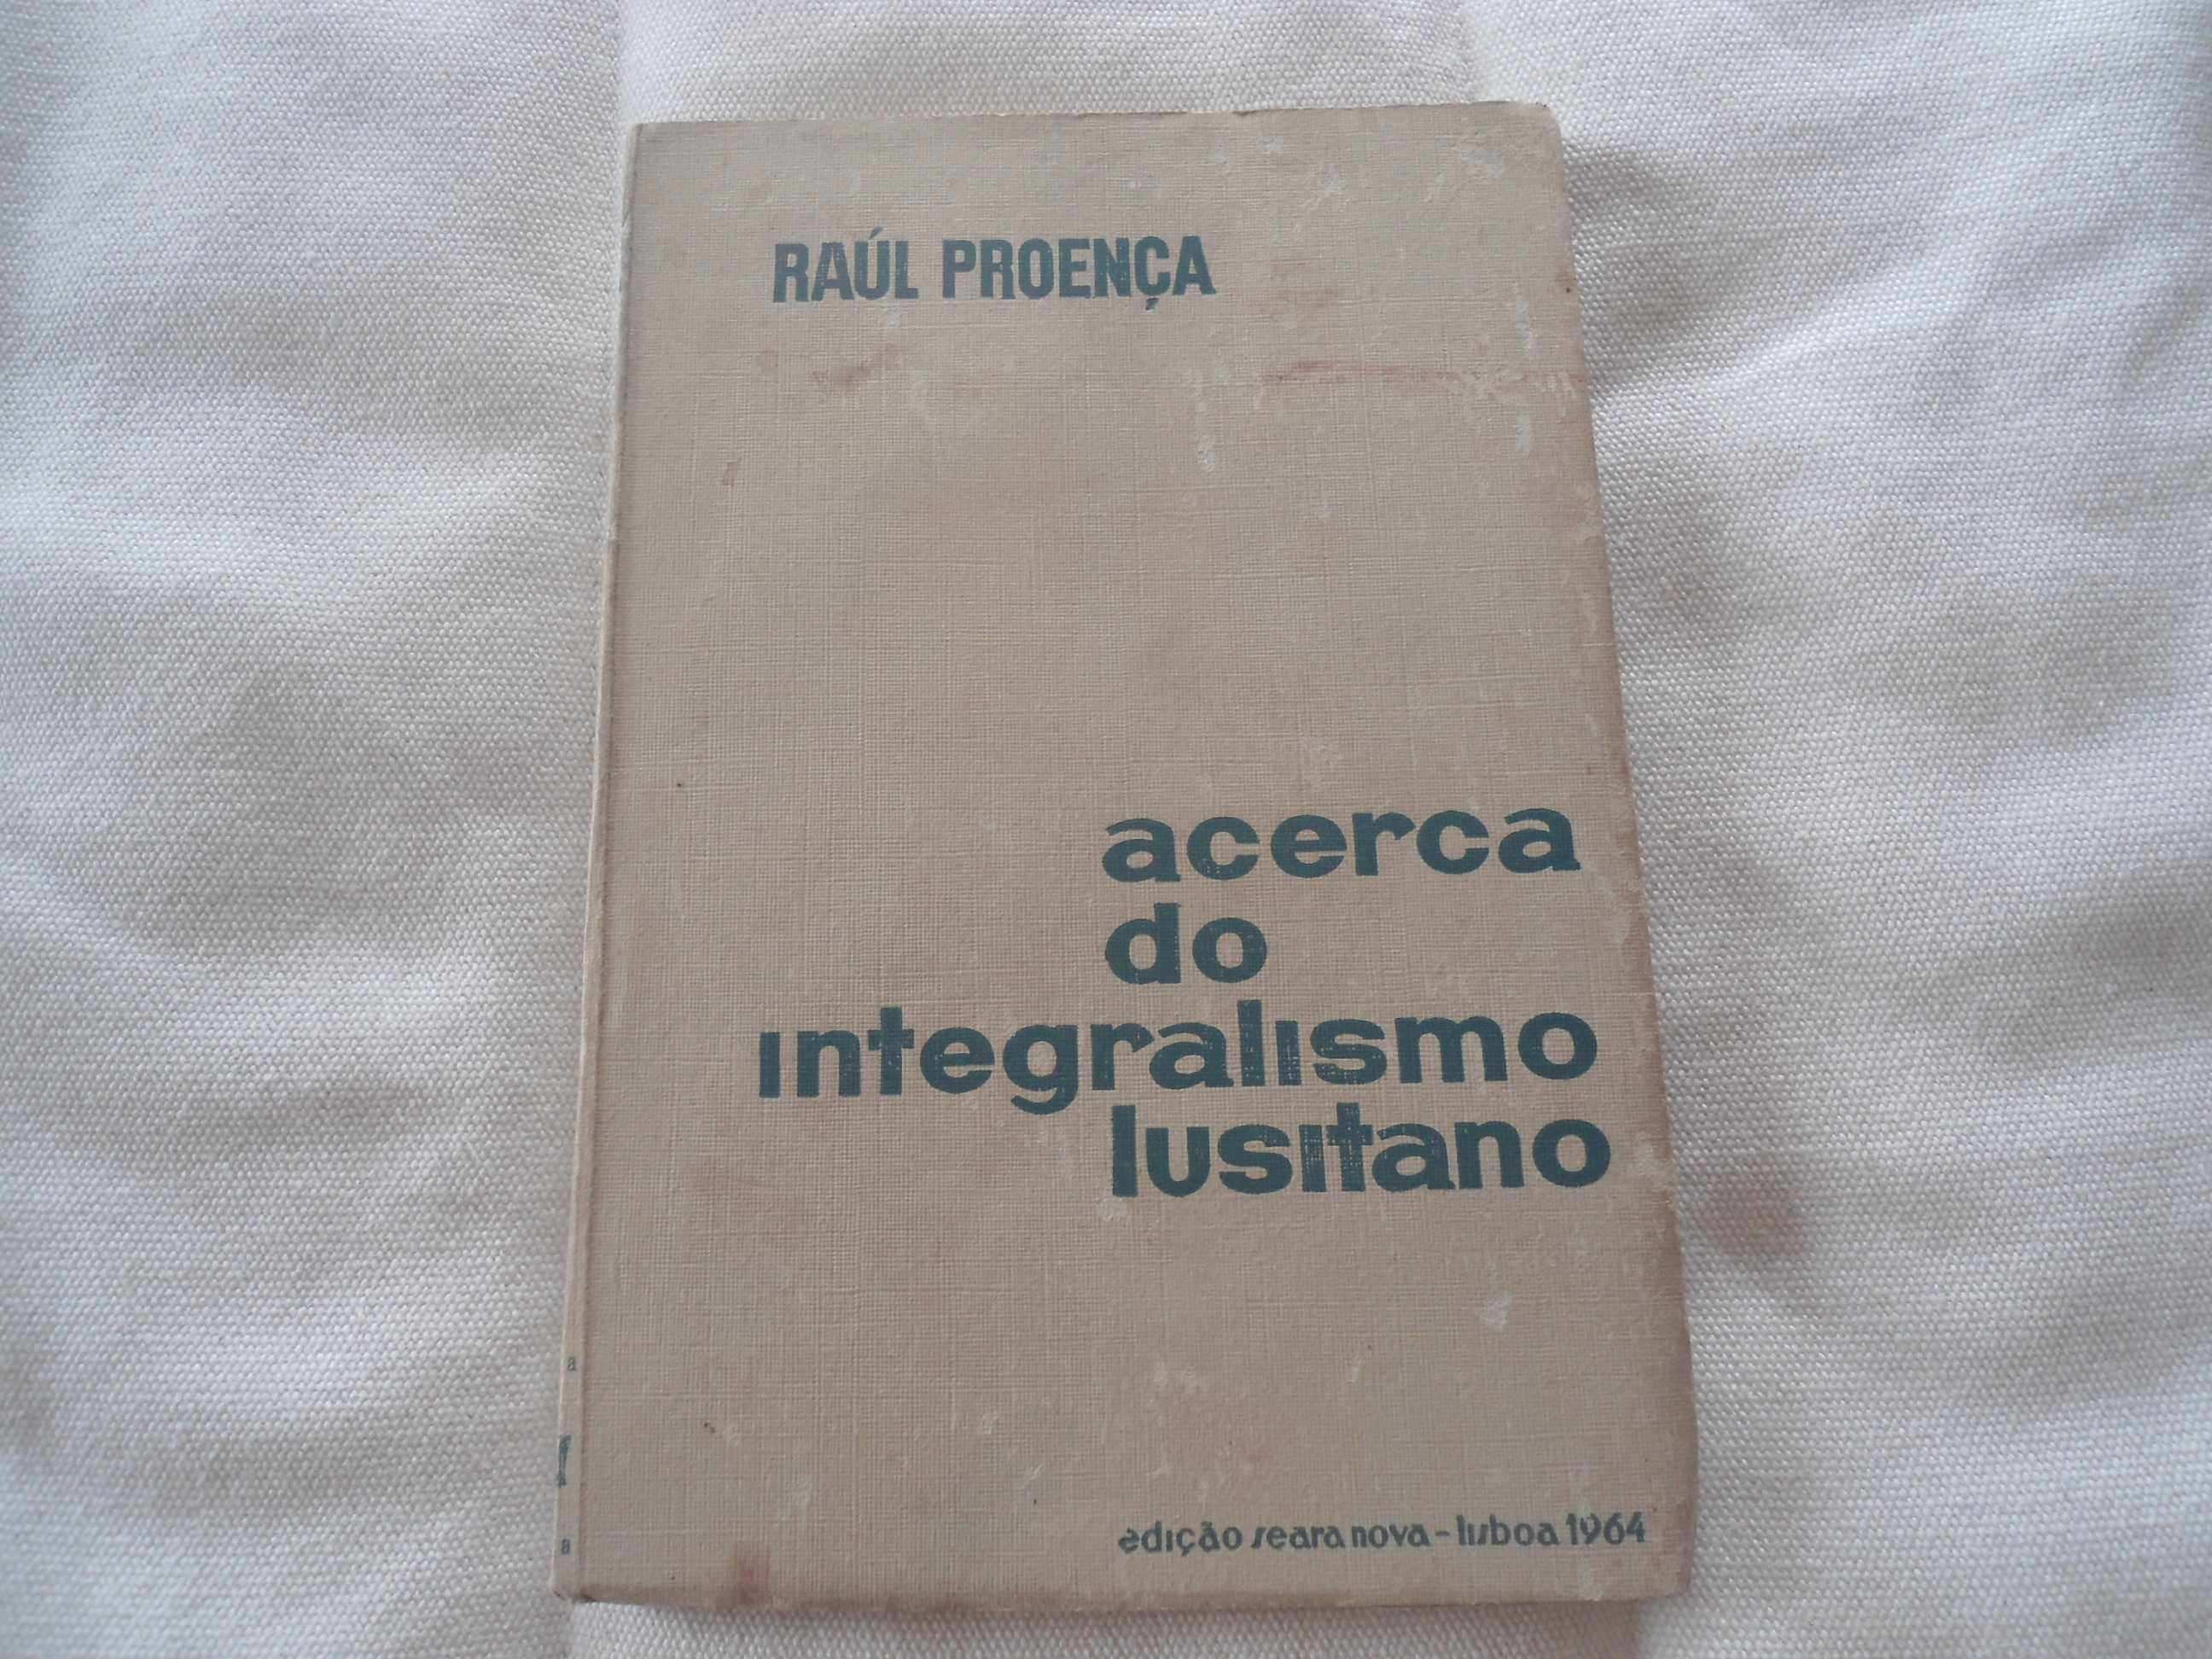 RAÚL PROENÇA
acerca
do
integralismo
lusitano
edição seara nova - lisboa 1964